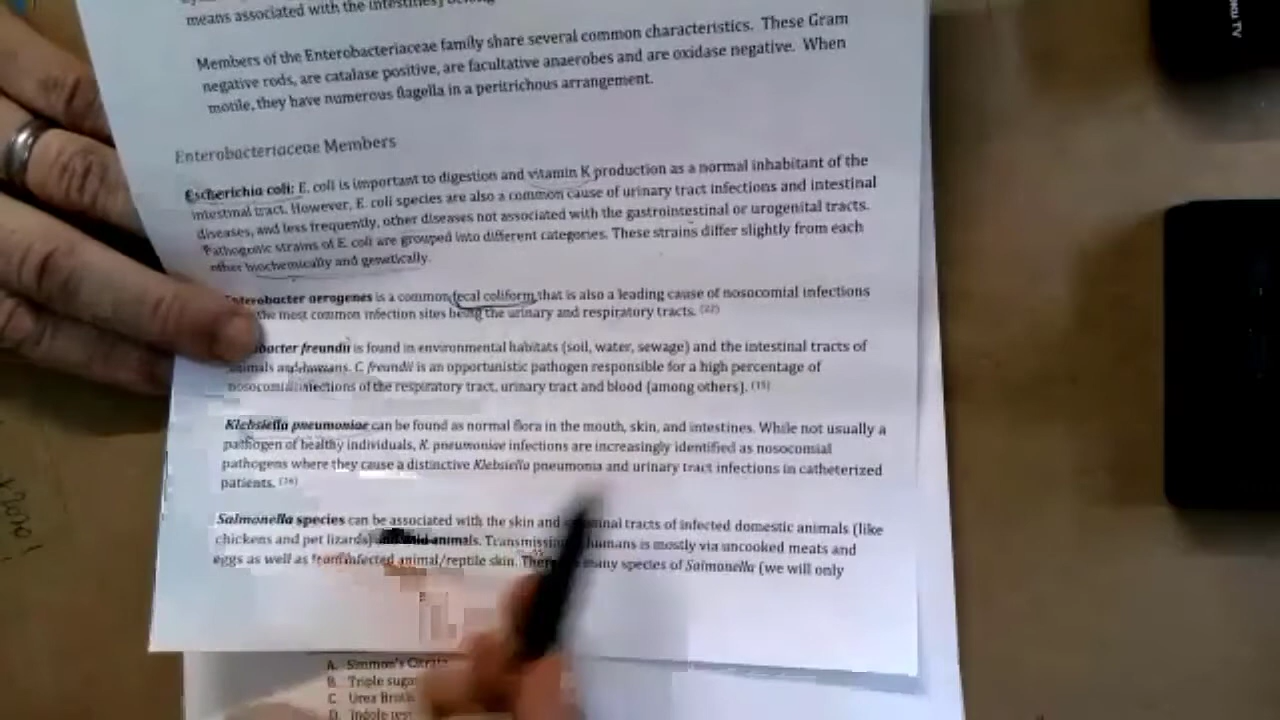 means associated with the intestines)
Members of the Enterobacteriaceae family share several common characteristics. These Gram
negative rods, are catalase positive, are facultative anaerobes and are oxidase negative. When
motile, they have numerous flagella in a peritrichous arrangement.
Enterobacteriaceae Members
Escherichia coli: E. coli is important to digestion and vitamin K production as a normal inhabitant of the
intestinal tract. However, E. coli species are also a common cause of urinary tract infections and intestinal
diseases, and less frequently, other diseases not associated with the gastrointestinal or urogenital tracts.
Pathogenic strains of E. coli are grouped into different categories. These strains differ slightly from each
other biochemically and genetically.
aerogenes is a common fecal coliform that is also a leading cause of nosocomial infections
the most common infection sites being the urinary and respiratory tracts. (22)
freundii is found in environmental habitats (soil, water, sewage) and the intestinal tracts of
animals and humans. C. freundii is an opportunistic pathogen responsible for a high percentage of
nosocomial infections of the respiratory tract, urinary tract and blood (among others). (15)
Klebsiella pneumoniae can be found as normal flora in the mouth, skin, and intestines. While not usually a
pathogen of healthy individuals, K. pneumoniae infections are increasingly identified as nosocomial
pathogens where they cause a distinctive Klebsiella pneumonia and urinary tract infections in catheterized
patients.
Salmonella species can be associated with the skin and tracts of infected domestic animals (like
chickens and pet lizards) animals. humans is mostly via uncooked meats and
eggs as well as from infected animal/reptile skin. many species of Salmonella (we will only
A. Simmon's Citrate
B. Triple suga
C. Urea Broth
D. Indole test
TV